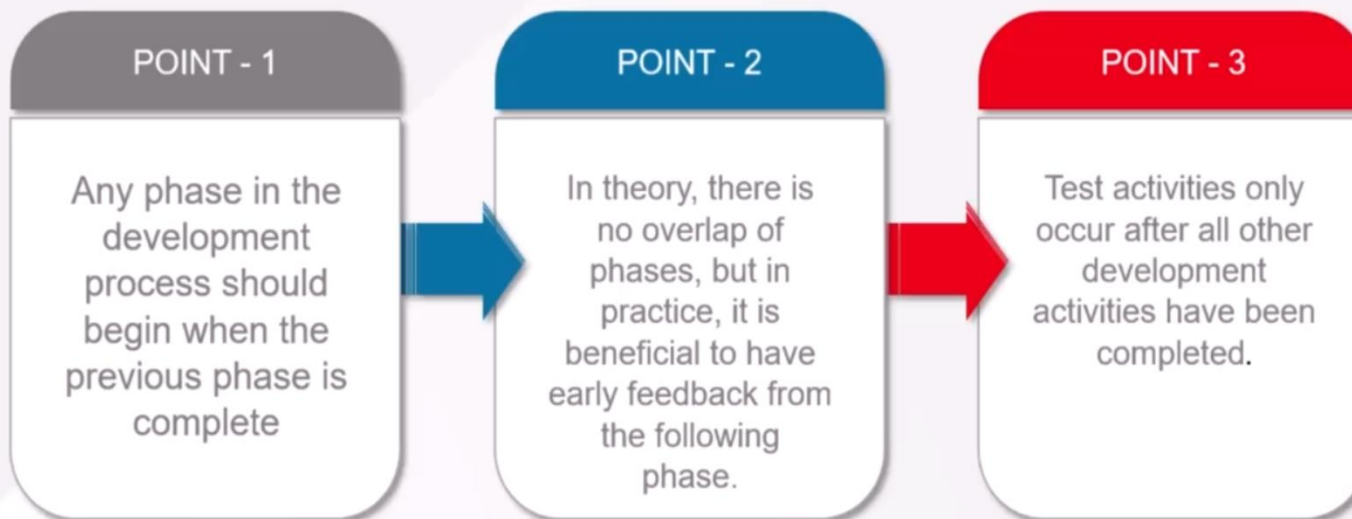 POINT - 1
Any phase in the
development
process should
begin when the
previous phase is
complete
POINT - 2
In theory, there is
no overlap of
phases, but in
practice, it is
beneficial to have
early feedback from
the following
phase.
POINT - 3
Test activities only
occur after all other
development
activities have been
completed.